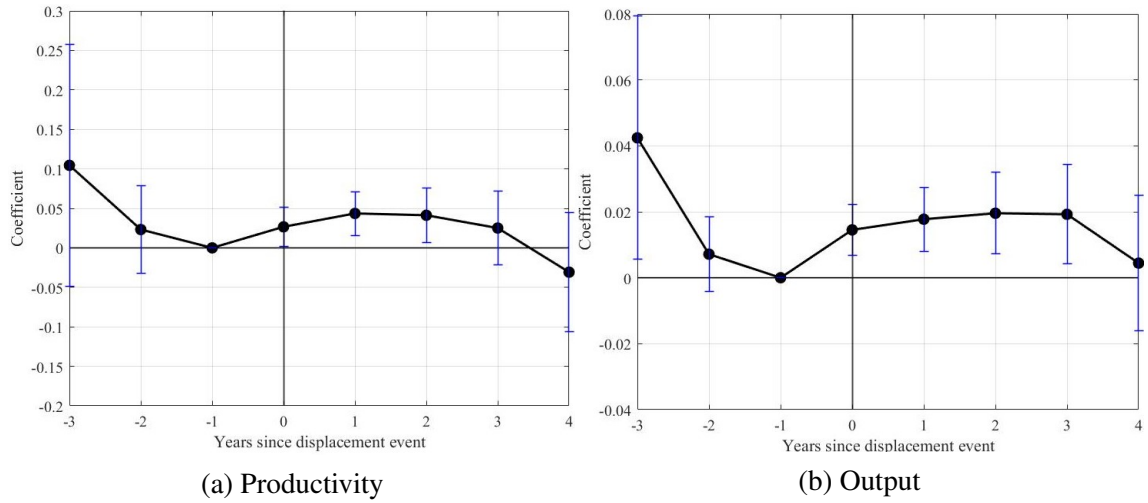 0.3
0.25
0.2
0.15
0.1
0.05
0
-0.05
-0.1
-0.15
-0.2
Coefficient
-3 -2 -1 0 1 2 3 4
Years since displacement event
(a) Productivity
0.08
0.06
0.04
0.02
0
-0.02
-0.04
Coefficient
-3 -2 -1 0 1 2 3 4
Years since displacement event
(b) Output